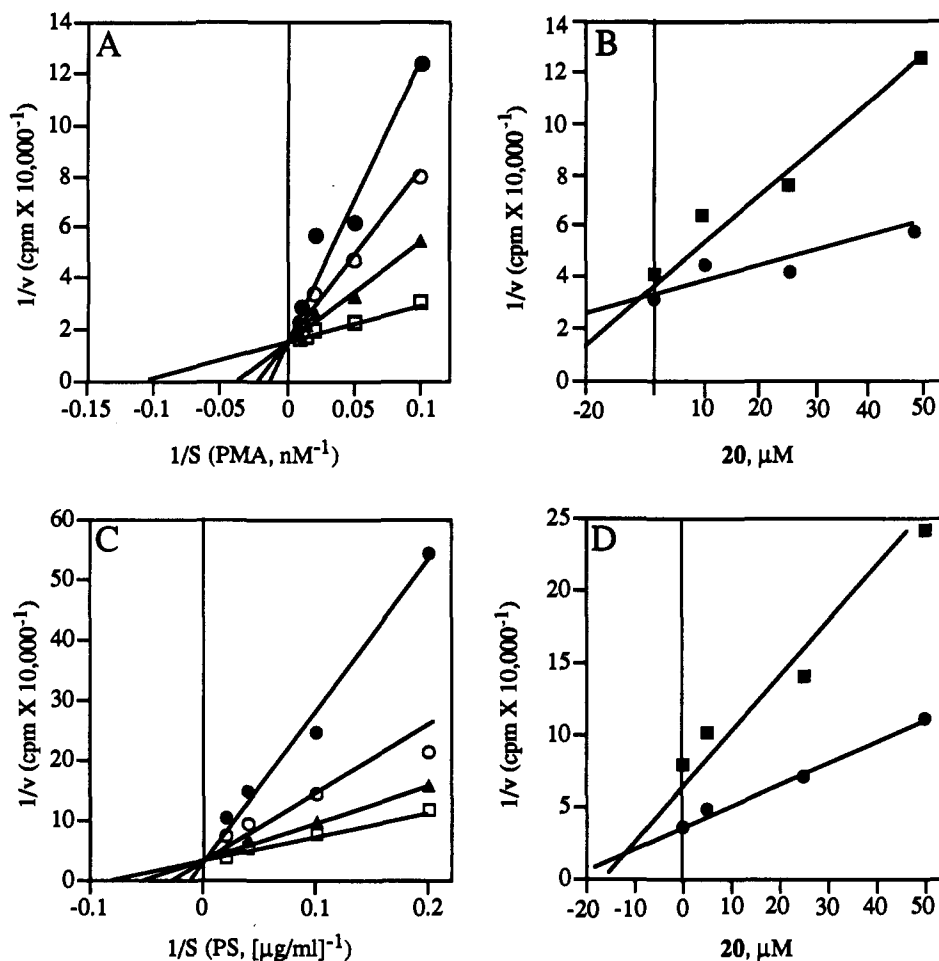 A
1/v (cpm X 10,000⁻¹)
14
12
10
8
6
4
2
0
-0.15 -0.1 -0.05 0 0.05 0.1
1/S (PMA, nM⁻¹)
B
1/v (cpm X 10,000⁻¹)
14
12
10
8
6
4
2
0
-20 10 20 30 40 50
20, μM
C
1/v (cpm X 10,000⁻¹)
60
50
40
30
20
10
0
-0.1 0 0.1 0.2
1/S (PS, [μg/ml]⁻¹)
D
1/v (cpm X 10,000⁻¹)
25
20
15
10
5
0
-20 -10 0 10 20 30 40 50
20, μM